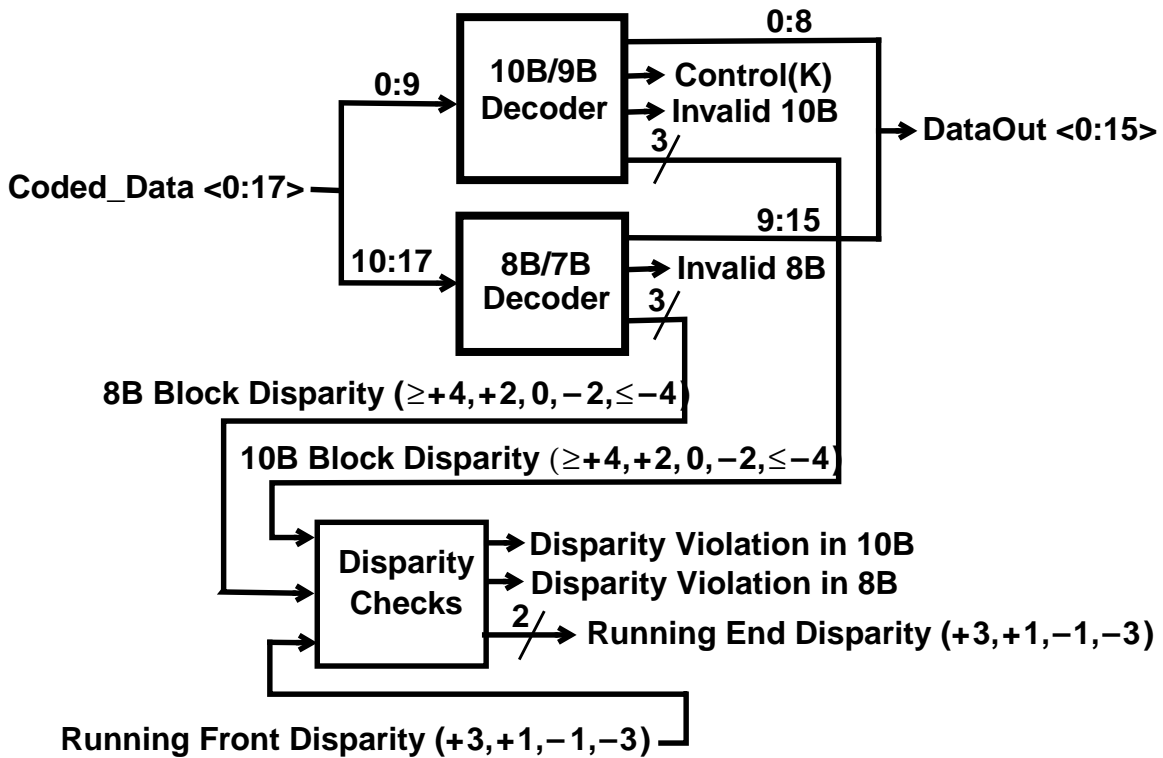 0:8
10B/9B
Decoder
Control(K)
0:9
Invalid 10B
DataOut <0:15>
3
Coded_Data <0:17>
9:15
8B/7B
Decoder
10:17
Invalid 8B
3
8B Block Disparity (≥+4,+2,0,−2,≤−4)
10B Block Disparity (≥+4,+2,0,−2,≤−4)
Disparity
Checks
Disparity Violation in 10B
Disparity Violation in 8B
2
Running End Disparity (+3,+1,−1,−3)
Running Front Disparity (+3,+1,−1,−3)